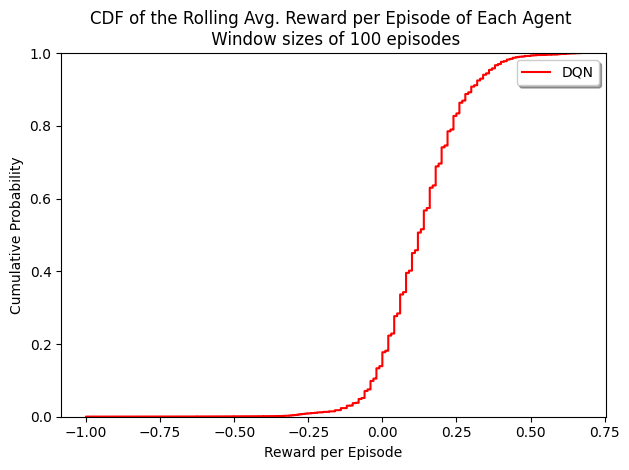 CDF of the Rolling Avg. Reward per Episode of Each Agent
Window sizes of 100 episodes
DQN
1.0
0.8
0.6
0.4
0.2
0.0
Cumulative Probability
−1.00 −0.75 −0.50 −0.25 0.00 0.25 0.50 0.75
Reward per Episode